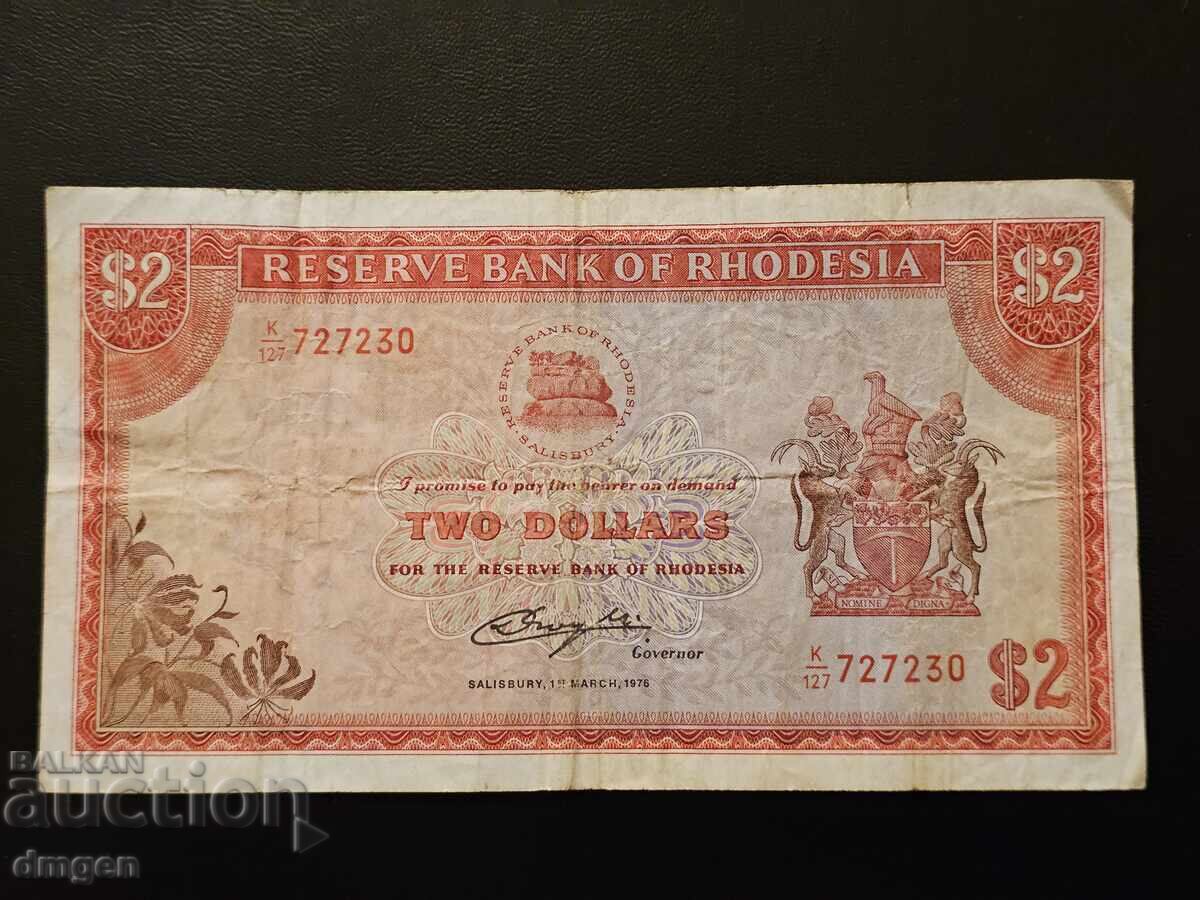 $2 RESERVE BANK OF RHODESIA $2
K/127 727230
RESERVE BANK OF RHODESIA
· SALISBURY ·
I promise to pay the bearer on demand
TWO DOLLARS
FOR THE RESERVE BANK OF RHODESIA
NOMINE DIGNA
Governor
K/127 727230 $2
SALISBURY, 1ST MARCH, 1976
BALKAN
auction
dmgen